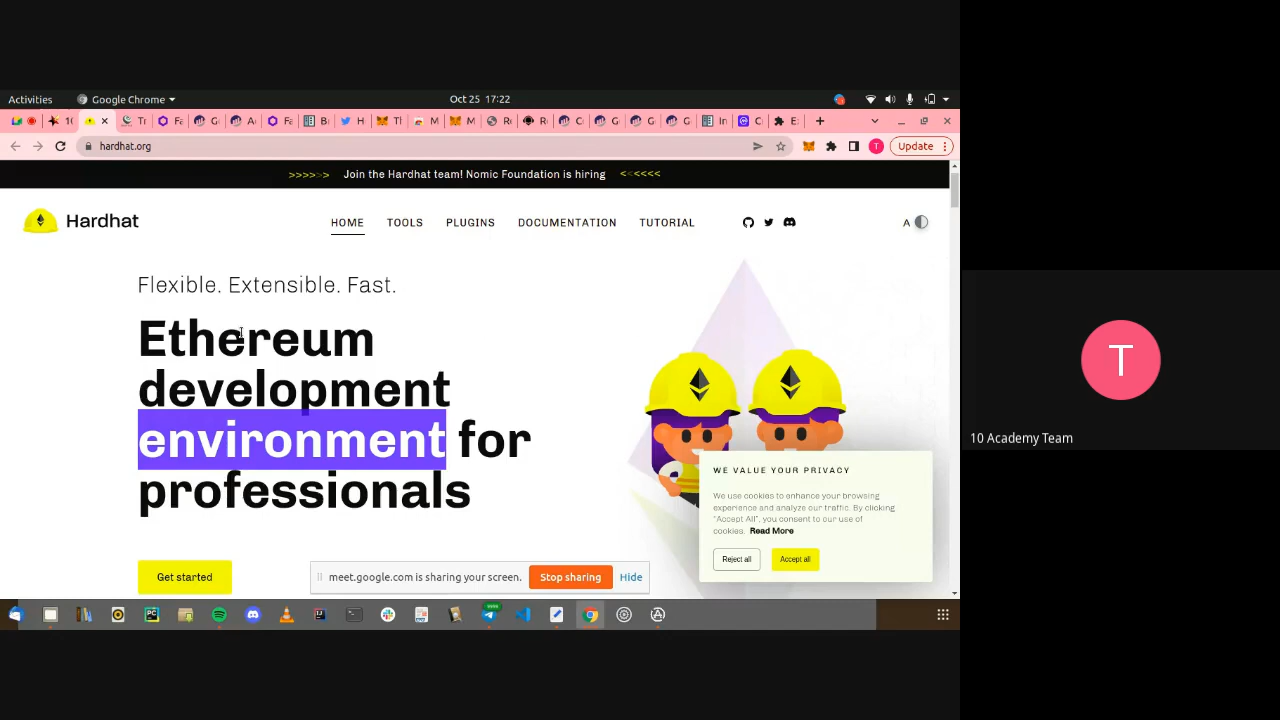 Activities
Google Chrome
Oct 25 17:22
hardhat.org
Update
>>>>>> Join the Hardhat team! Nomic Foundation is hiring <<<<<<
Hardhat
HOME TOOLS PLUGINS DOCUMENTATION TUTORIAL
A
Flexible. Extensible. Fast.
Ethereum
development
environment for
professionals
WE VALUE YOUR PRIVACY
We use cookies to enhance your browsing
experience and analyze our traffic. By clicking
"Accept All", you consent to our use of
cookies. Read More
Reject all Accept all
Get started
meet.google.com is sharing your screen. Stop sharing Hide
T
10 Academy Team